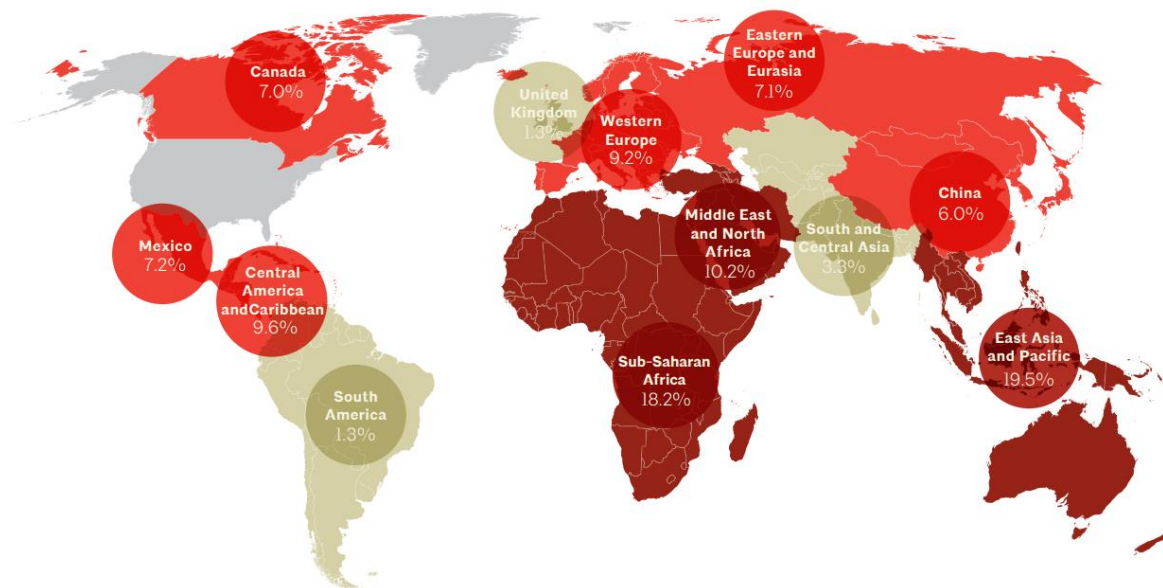 Canada
7.0%
Eastern
Europe and
Eurasia
7.1%
United
Kingdom
1.3%
Western
Europe
9.2%
China
6.0%
Mexico
7.2%
Central
America
andCaribbean
9.6%
Middle East
and North
Africa
10.2%
South and
Central Asia
3.3%
Sub-Saharan
Africa
18.2%
East Asia
and Pacific
19.5%
South
America
1.3%